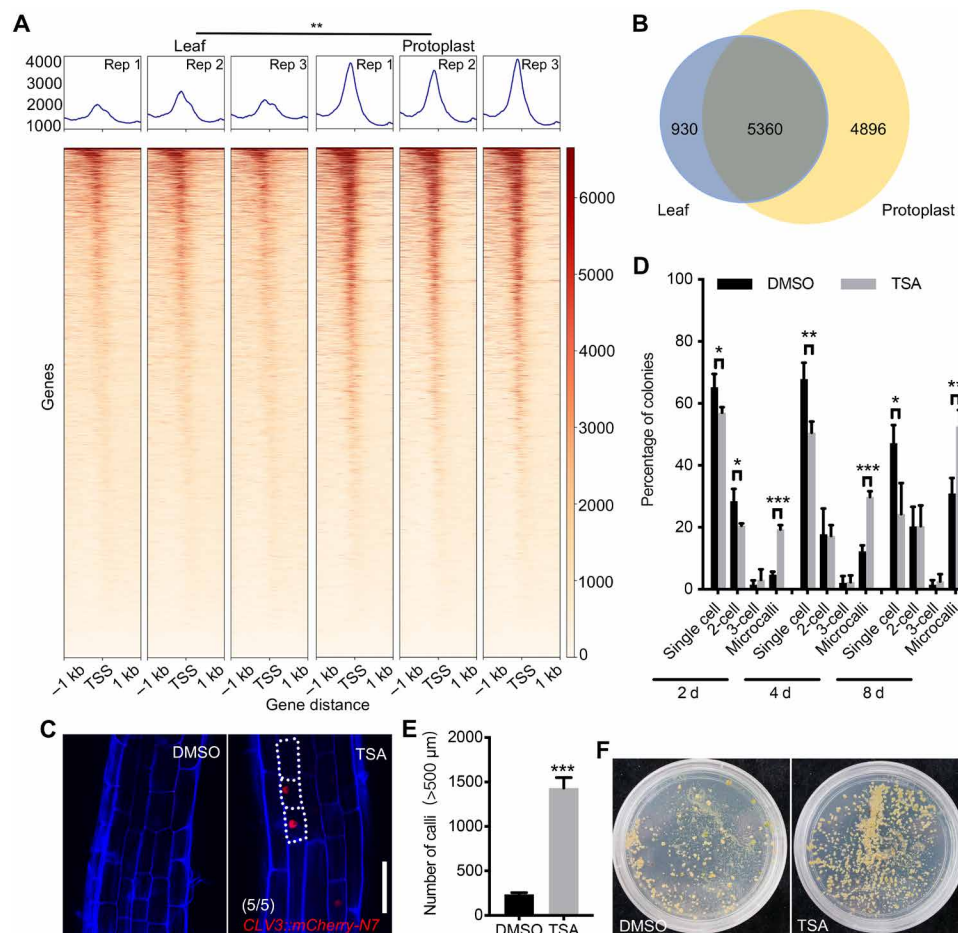 A
**
Leaf
Protoplast
Rep 1
Rep 2
Rep 3
Rep 1
Rep 2
Rep 3
4000
3000
2000
1000
Genes
6000
5000
4000
3000
2000
1000
0
–1 kb
TSS
1 kb
–1 kb
TSS
1 kb
–1 kb
TSS
1 kb
–1 kb
TSS
1 kb
–1 kb
TSS
1 kb
–1 kb
TSS
1 kb
Gene distance
B
930
5360
4896
Leaf
Protoplast
D
DMSO
TSA
Percentage of colonies
100
80
60
40
20
0
*
*
***
**
***
*
**
Single cell
2-cell
3-cell
Microcalli
Single cell
2-cell
3-cell
Microcalli
Single cell
2-cell
3-cell
Microcalli
2 d
4 d
8 d
C
DMSO
TSA
(5/5)
CLV3::mCherry-N7
E
Number of calli (>500 µm)
2000
1500
1000
500
0
***
DMSO
TSA
F
DMSO
TSA